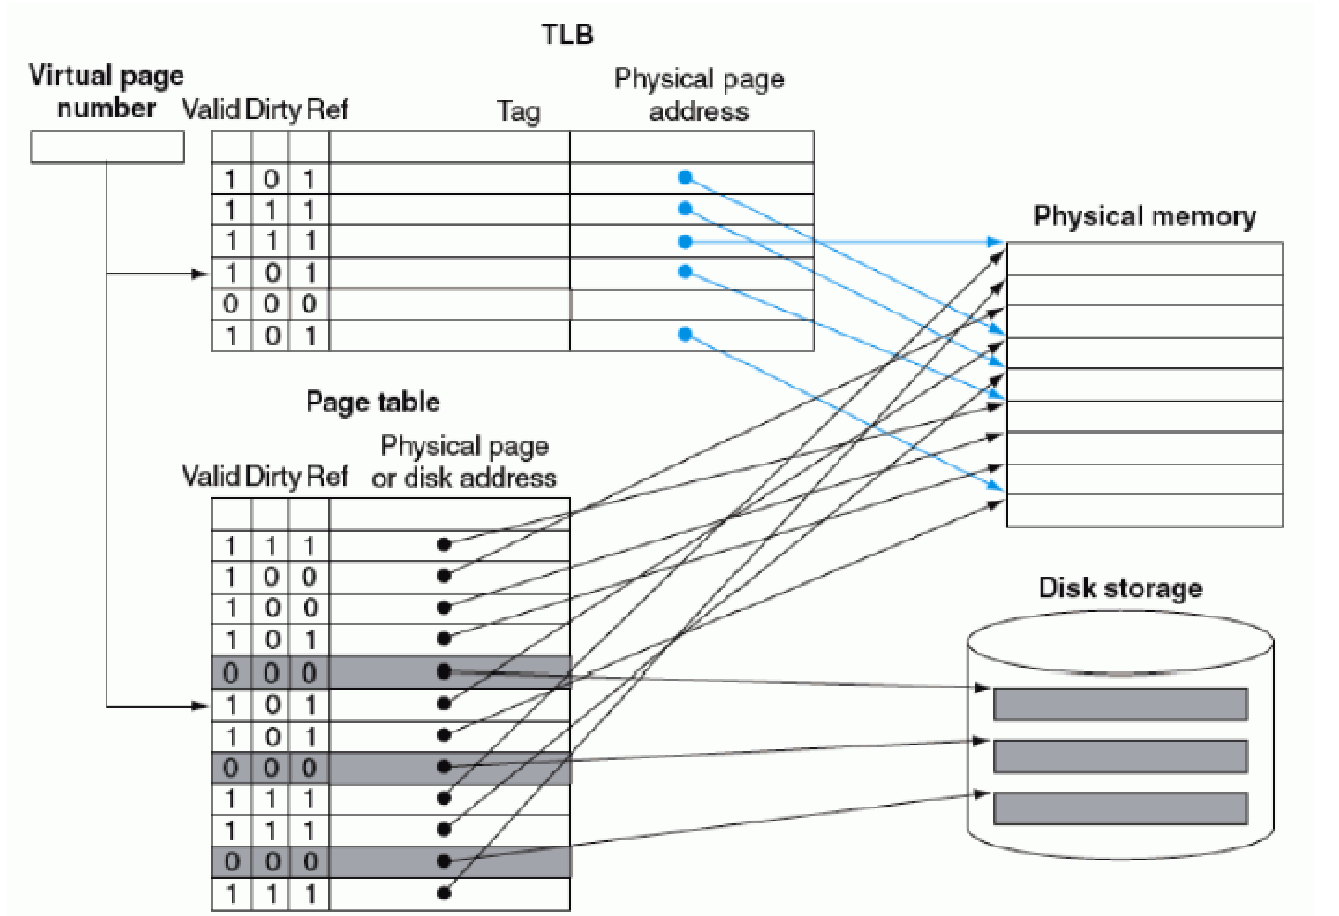 TLB
Virtual page
number
Valid Dirty Ref
Tag
Physical page
address
1 0 1
1 1 1
1 1 1
1 0 1
0 0 0
1 0 1
Physical memory
Page table
Physical page
or disk address
Valid Dirty Ref
1 1 1
1 0 0
1 0 0
1 0 1
0 0 0
1 0 1
1 0 1
0 0 0
1 1 1
1 1 1
0 0 0
1 1 1
Disk storage